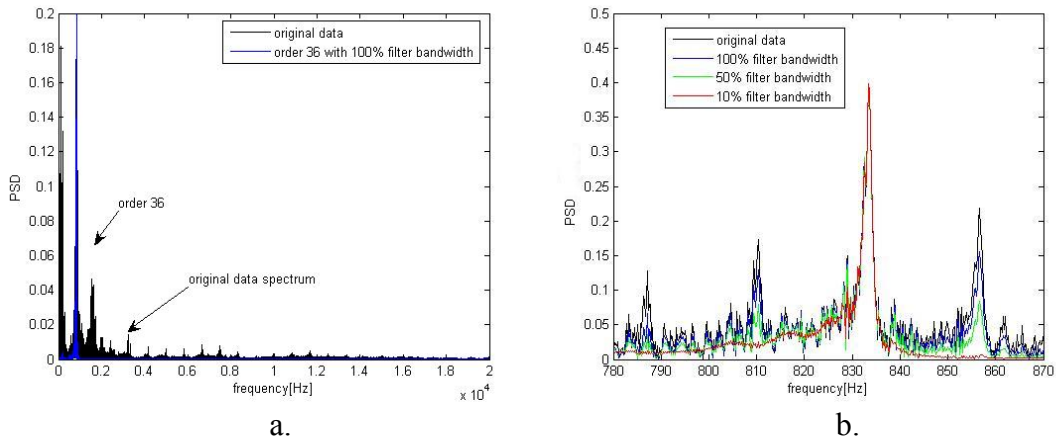 0.2
0.18
0.16
0.14
0.12
0.1
0.08
0.06
0.04
0.02
0
PSD
original data
order 36 with 100% filter bandwidth
order 36
original data spectrum
0 0.2 0.4 0.6 0.8 1 1.2 1.4 1.6 1.8 2
frequency[Hz]
x 10^4
a.
0.5
0.45
0.4
0.35
0.3
0.25
0.2
0.15
0.1
0.05
0
PSD
original data
100% filter bandwidth
50% filter bandwidth
10% filter bandwidth
780 790 800 810 820 830 840 850 860 870
frequency[Hz]
b.